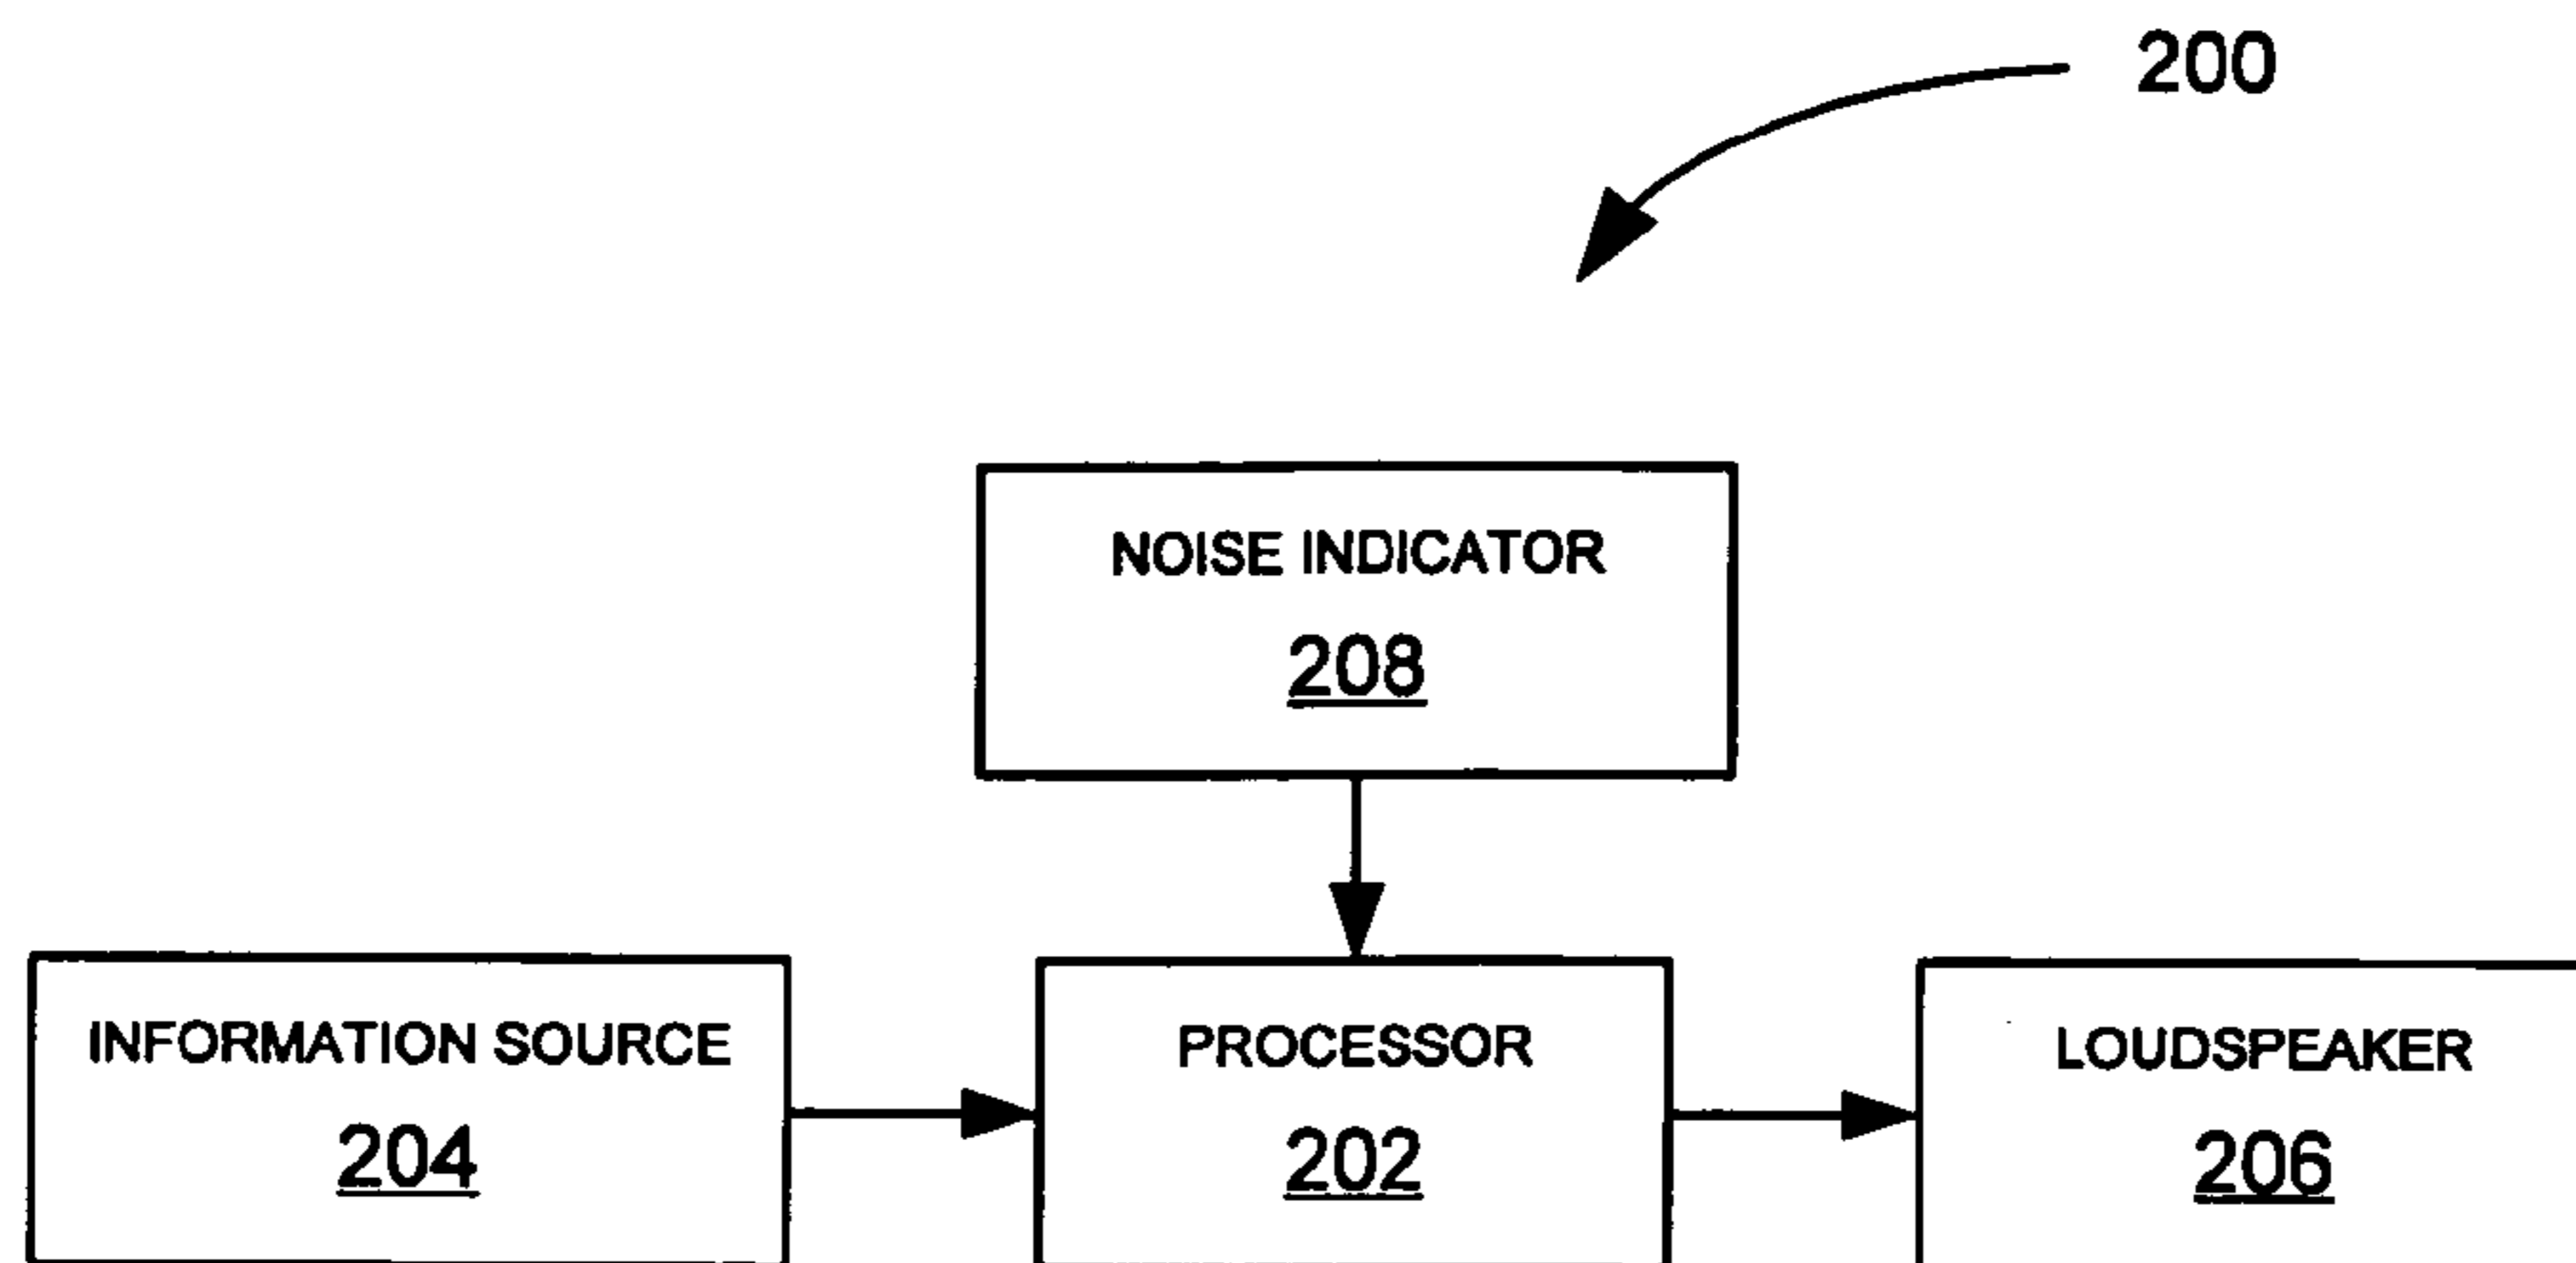 200
NOISE INDICATOR
208
INFORMATION SOURCE
204
PROCESSOR
202
LOUDSPEAKER
206